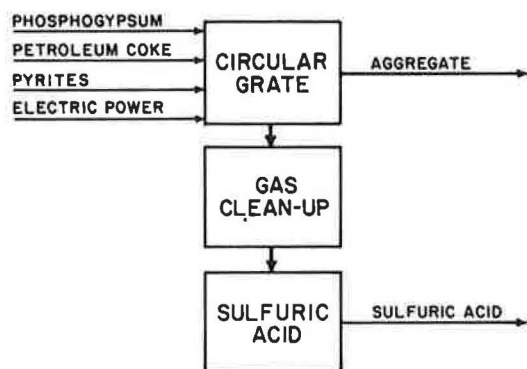 PHOSPHOGYPSUM
PETROLEUM COKE
PYRITES
ELECTRIC POWER
CIRCULAR
GRATE
AGGREGATE
GAS
CLEAN-UP
SULFURIC
ACID
SULFURIC ACID